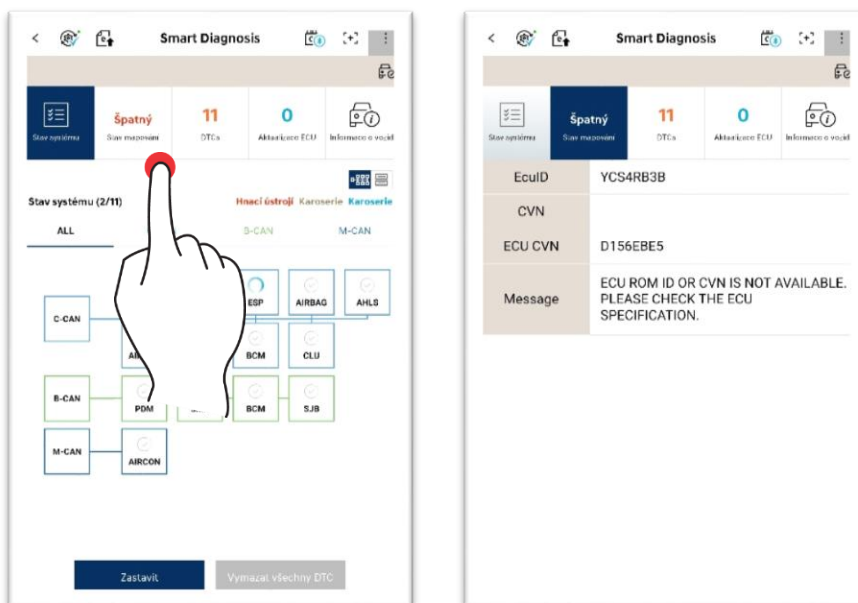 Smart Diagnosis
Stav systému
Špatný
Stav mapování
11
DTCs
0
Aktualizace ECU
Informace o vozid
Stav systému (2/11)
Hnací ústrojí Karoserie Karoserie
ALL
B-CAN
M-CAN
C-CAN
ESP
AIRBAG
AHLS
BCM
CLU
B-CAN
PDM
BCM
SJB
M-CAN
AIRCON
Zastavit
Vymazat všechny DTC
Smart Diagnosis
Stav systému
Špatný
Stav mapování
11
DTCs
0
Aktualizace ECU
Informace o vozid
EcuID
YCS4RB3B
CVN
ECU CVN
D156EBE5
Message
ECU ROM ID OR CVN IS NOT AVAILABLE.
PLEASE CHECK THE ECU
SPECIFICATION.